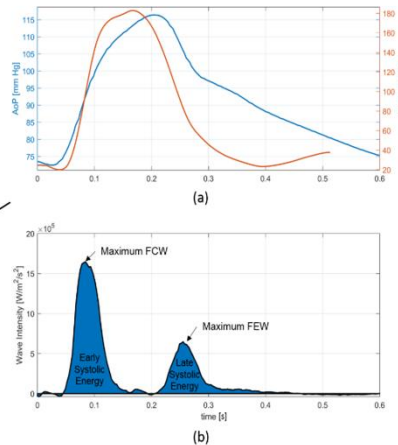 115
110
105
100
95
90
85
80
75
AoP [mm Hg]
180
160
140
120
100
80
60
40
20
0 0.1 0.2 0.3 0.4 0.5 0.6
(a)
20 ×10⁵
15
10
5
0
Wave Intensity [W/m²/s²]
Maximum FCW
Maximum FEW
Early
Systolic
Energy
Late
Systolic
Energy
0 0.1 0.2 0.3 0.4 0.5 0.6
time [s]
(b)